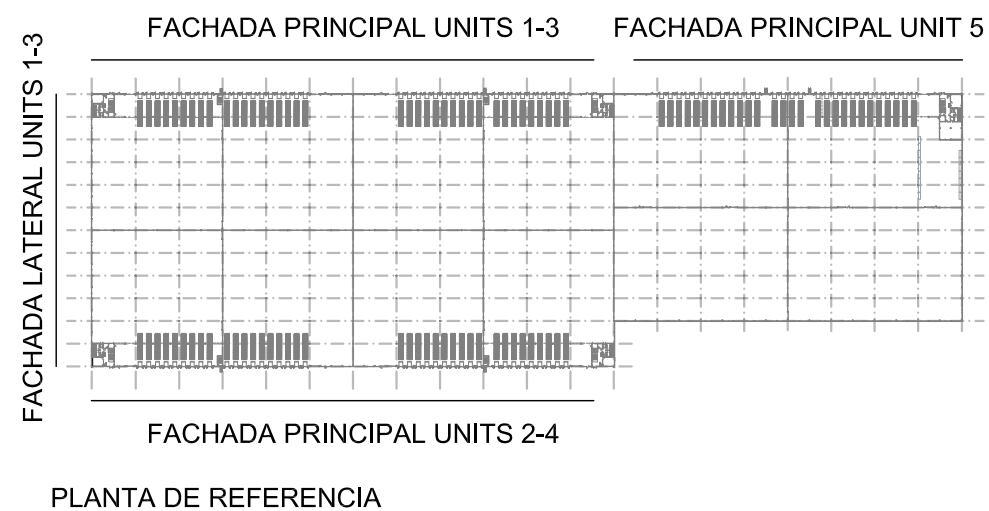 FACHADA PRINCIPAL UNITS 1-3
FACHADA PRINCIPAL UNIT 5
FACHADA LATERAL UNITS 1-3
FACHADA PRINCIPAL UNITS 2-4
PLANTA DE REFERENCIA